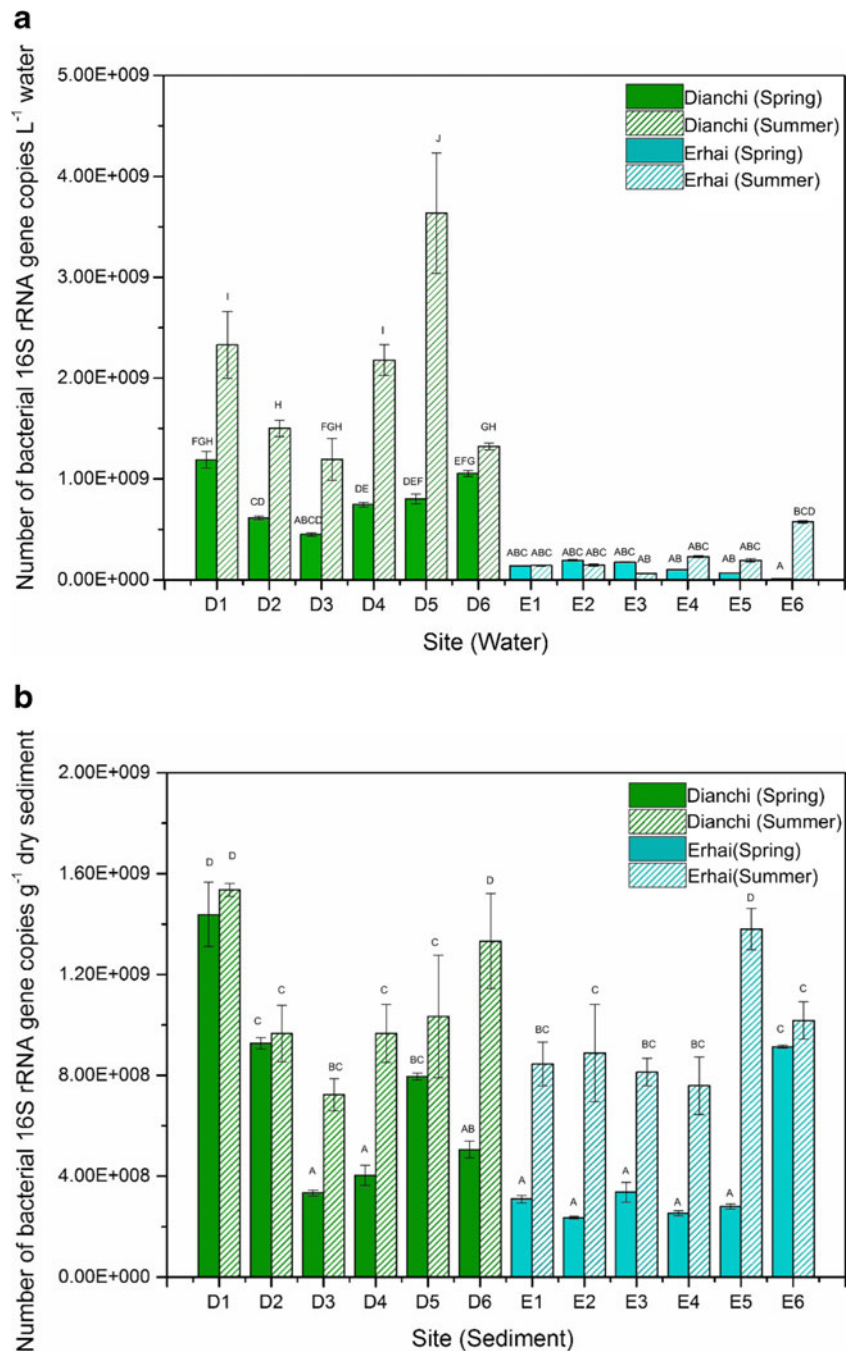 a
Number of bacterial 16S rRNA gene copies L⁻¹ water
5.00E+009
4.00E+009
3.00E+009
2.00E+009
1.00E+009
0.00E+000
Dianchi (Spring)
Dianchi (Summer)
Erhai (Spring)
Erhai (Summer)
FGH I CD H ABCD FGH DE I DEF J EFG GH ABC ABC ABC ABC ABC AB AB ABC AB ABC A BCD
D1 D2 D3 D4 D5 D6 E1 E2 E3 E4 E5 E6
Site (Water)
b
Number of bacterial 16S rRNA gene copies g⁻¹ dry sediment
2.00E+009
1.60E+009
1.20E+009
8.00E+008
4.00E+008
0.00E+000
Dianchi (Spring)
Dianchi (Summer)
Erhai(Spring)
Erhai(Summer)
D D C C A BC A C BC C AB D A BC A C A BC A BC A D C C
D1 D2 D3 D4 D5 D6 E1 E2 E3 E4 E5 E6
Site (Sediment)